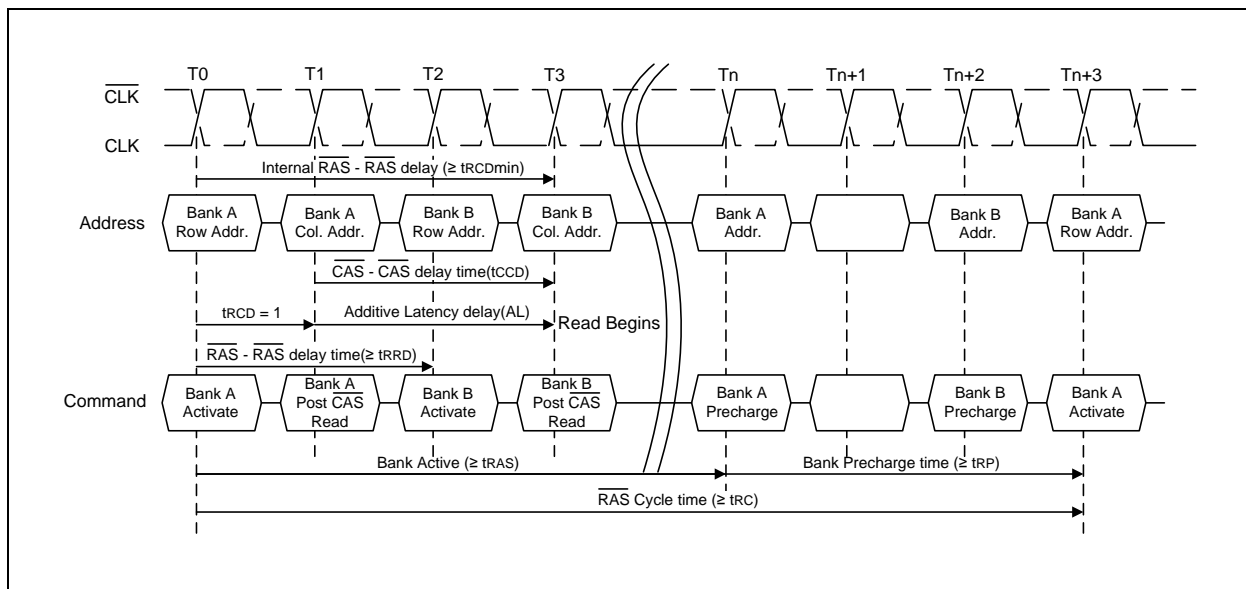 T0 T1 T2 T3 Tn Tn+1 Tn+2 Tn+3
CLK
CLK
Internal RAS - RAS delay (≥ tRCDmin)
Address
Bank A
Row Addr.
Bank A
Col. Addr.
Bank B
Row Addr.
Bank B
Col. Addr.
Bank A
Addr.
Bank B
Addr.
Bank A
Row Addr.
CAS - CAS delay time(tCCD)
tRCD = 1
Additive Latency delay(AL)
Read Begins
RAS - RAS delay time(≥ tRRD)
Command
Bank A
Activate
Bank A
Post CAS
Read
Bank B
Activate
Bank B
Post CAS
Read
Bank A
Precharge
Bank B
Precharge
Bank A
Activate
Bank Active (≥ tRAS)
Bank Precharge time (≥ tRP)
RAS Cycle time (≥ tRC)